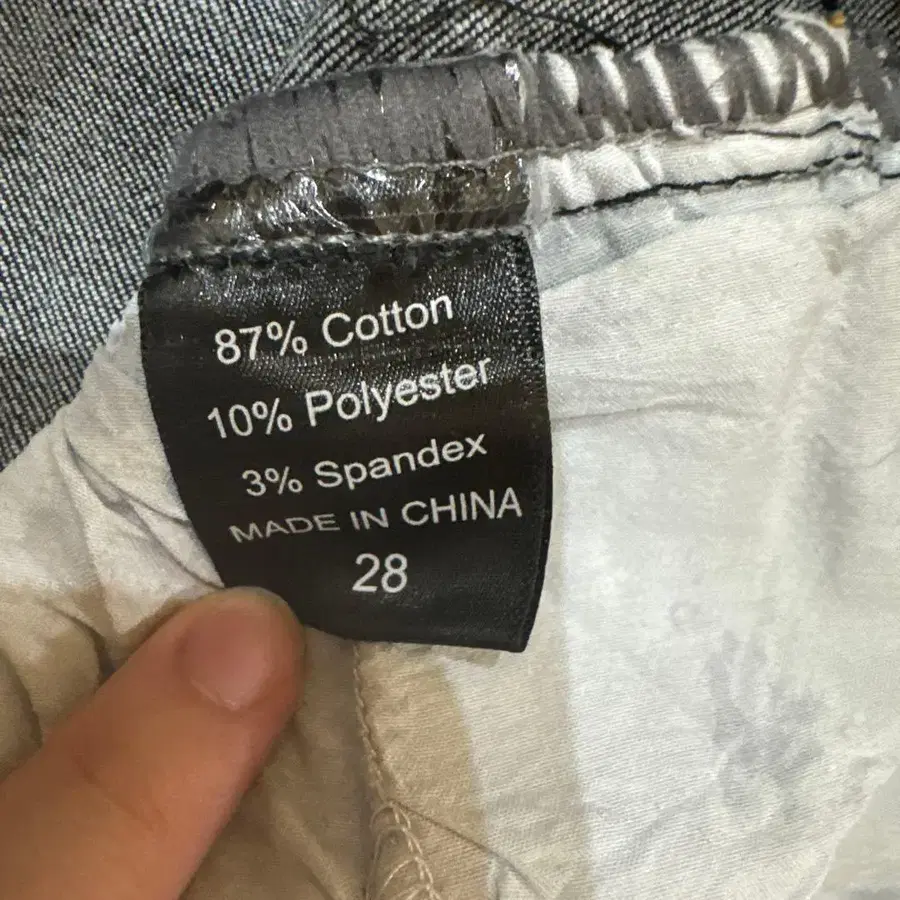 87% Cotton
10% Polyester
3% Spandex
MADE IN CHINA
28